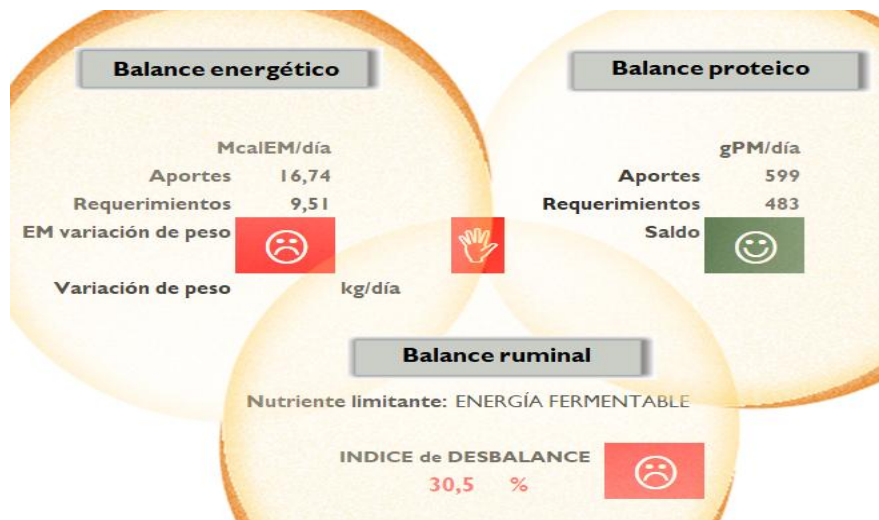 Balance energético
McalEM/día
Aportes 16,74
Requerimientos 9,51
EM variación de peso
Variación de peso kg/día
Balance proteico
gPM/día
Aportes 599
Requerimientos 483
Saldo
Balance ruminal
Nutriente limitante: ENERGÍA FERMENTABLE
INDICE de DESBALANCE
30,5 %